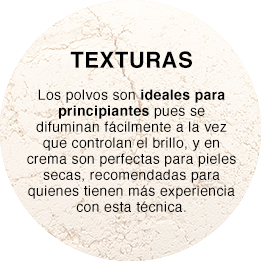 TEXTURAS
Los polvos son ideales para
principiantes pues se
difuminan fácilmente a la vez
que controlan el brillo, y en
crema son perfectas para pieles
secas, recomendadas para
quienes tienen más experiencia
con esta técnica.